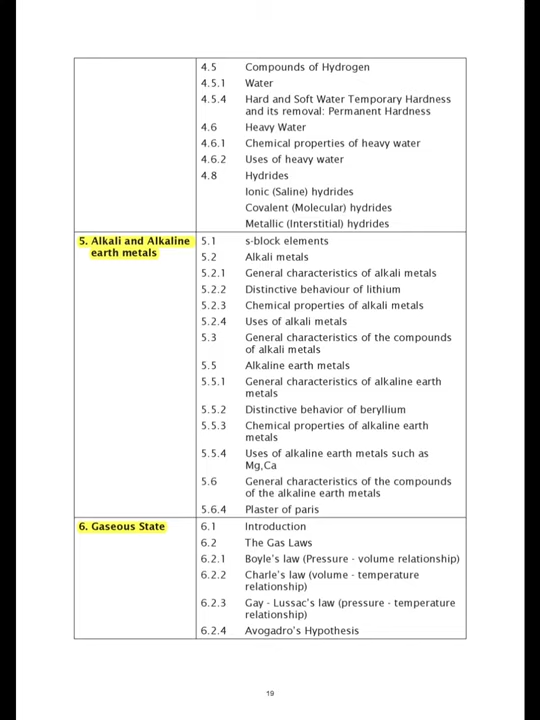 4.5 Compounds of Hydrogen
4.5.1 Water
4.5.4 Hard and Soft Water Temporary Hardness
and its removal: Permanent Hardness
4.6 Heavy Water
4.6.1 Chemical properties of heavy water
4.6.2 Uses of heavy water
4.8 Hydrides
Ionic (Saline) hydrides
Covalent (Molecular) hydrides
Metallic (Interstitial) hydrides
5. Alkali and Alkaline
earth metals
5.1 s-block elements
5.2 Alkali metals
5.2.1 General characteristics of alkali metals
5.2.2 Distinctive behaviour of lithium
5.2.3 Chemical properties of alkali metals
5.2.4 Uses of alkali metals
5.3 General characteristics of the compounds
of alkali metals
5.5 Alkaline earth metals
5.5.1 General characteristics of alkaline earth
metals
5.5.2 Distinctive behavior of beryllium
5.5.3 Chemical properties of alkaline earth
metals
5.5.4 Uses of alkaline earth metals such as
Mg,Ca
5.6 General characteristics of the compounds
of the alkaline earth metals
5.6.4 Plaster of paris
6. Gaseous State
6.1 Introduction
6.2 The Gas Laws
6.2.1 Boyle's law (Pressure - volume relationship)
6.2.2 Charle's law (volume - temperature
relationship)
6.2.3 Gay - Lussac's law (pressure - temperature
relationship)
6.2.4 Avogadro's Hypothesis
19